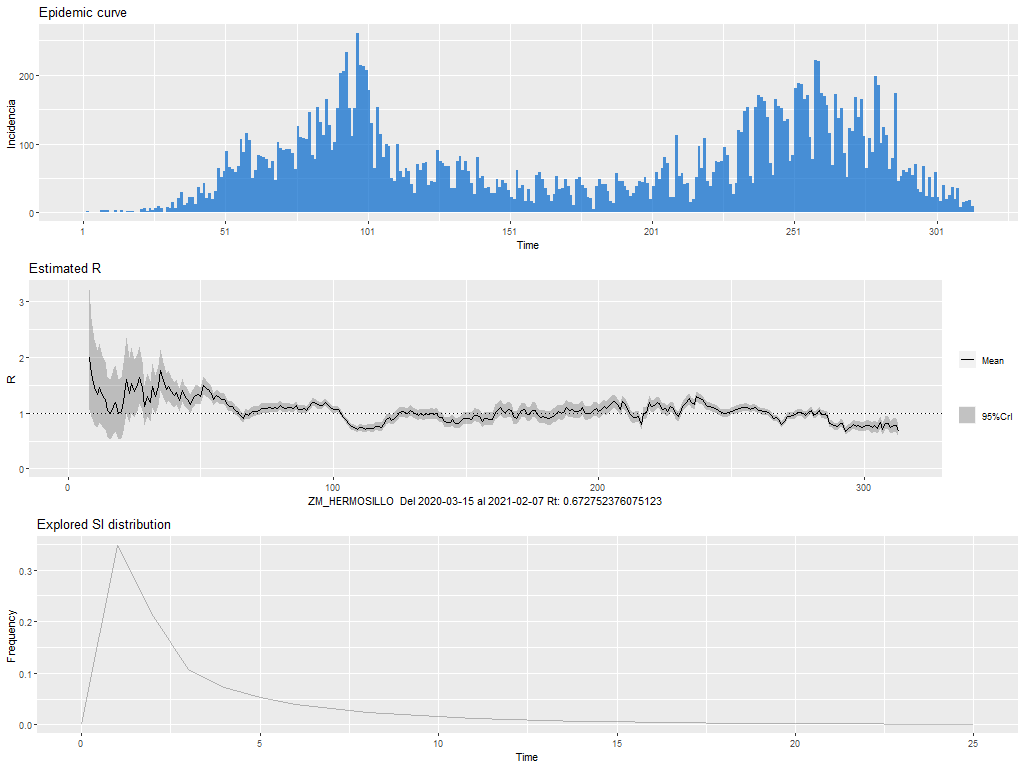 Epidemic curve
200
100
0
Incidencia
1
51
101
151
201
251
301
Time
Estimated R
3
2
1
0
R
0
100
200
300
ZM_HERMOSILLO Del 2020-03-15 al 2021-02-07 Rt: 0.672752376075123
Mean
95%CrI
Explored SI distribution
0.3
0.2
0.1
0.0
Frequency
0
5
10
15
20
25
Time